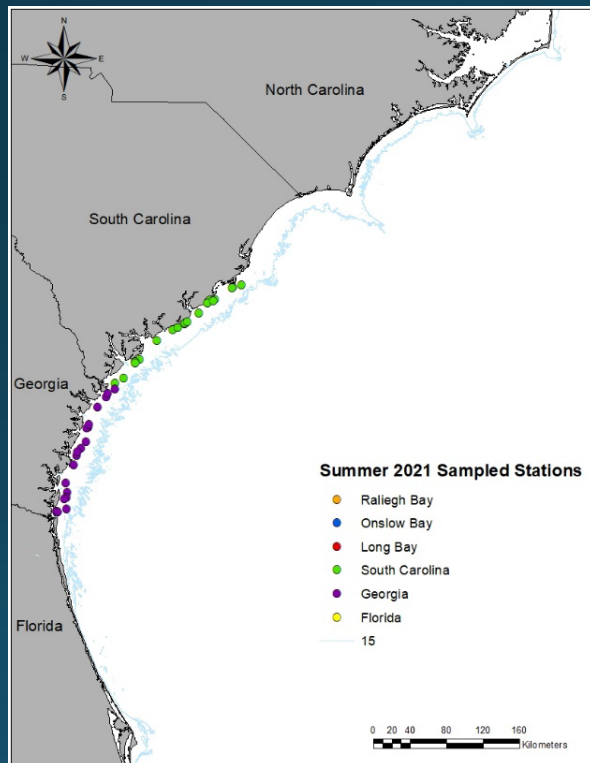 N
W E
S
North Carolina
South Carolina
Georgia
Florida
Summer 2021 Sampled Stations
Raliegh Bay
Onslow Bay
Long Bay
South Carolina
Georgia
Florida
15
0 20 40 80 120 160
Kilometers